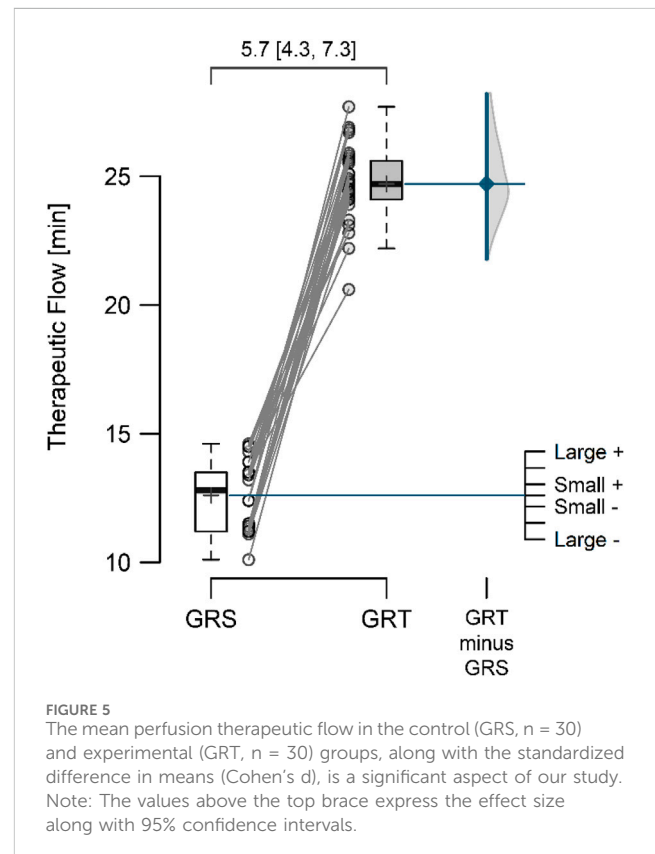 5.7 [4.3, 7.3]
Therapeutic Flow [min]
25
20
15
10
Large +
Small +
Small -
Large -
GRS
GRT
GRT
minus
GRS
FIGURE 5
The mean perfusion therapeutic flow in the control (GRS, n = 30)
and experimental (GRT, n = 30) groups, along with the standardized
difference in means (Cohen's d), is a significant aspect of our study.
Note: The values above the top brace express the effect size
along with 95% confidence intervals.